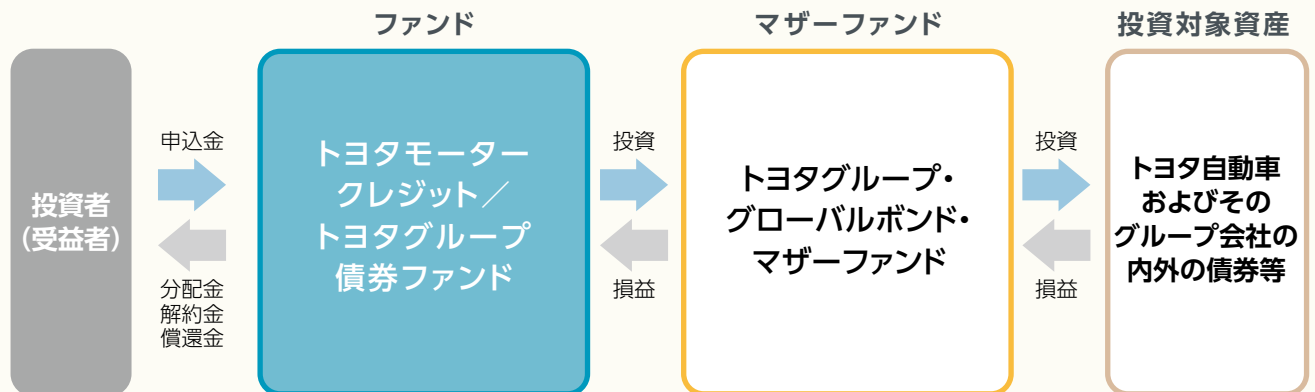 ファンド
マザーファンド
投資対象資産
投資者
(受益者)
申込金
分配金
解約金
償還金
トヨタモーター
クレジット／
トヨタグループ
債券ファンド
投資
損益
トヨタグループ・
グローバルボンド・
マザーファンド
投資
損益
トヨタ自動車
およびその
グループ会社の
内外の債券等